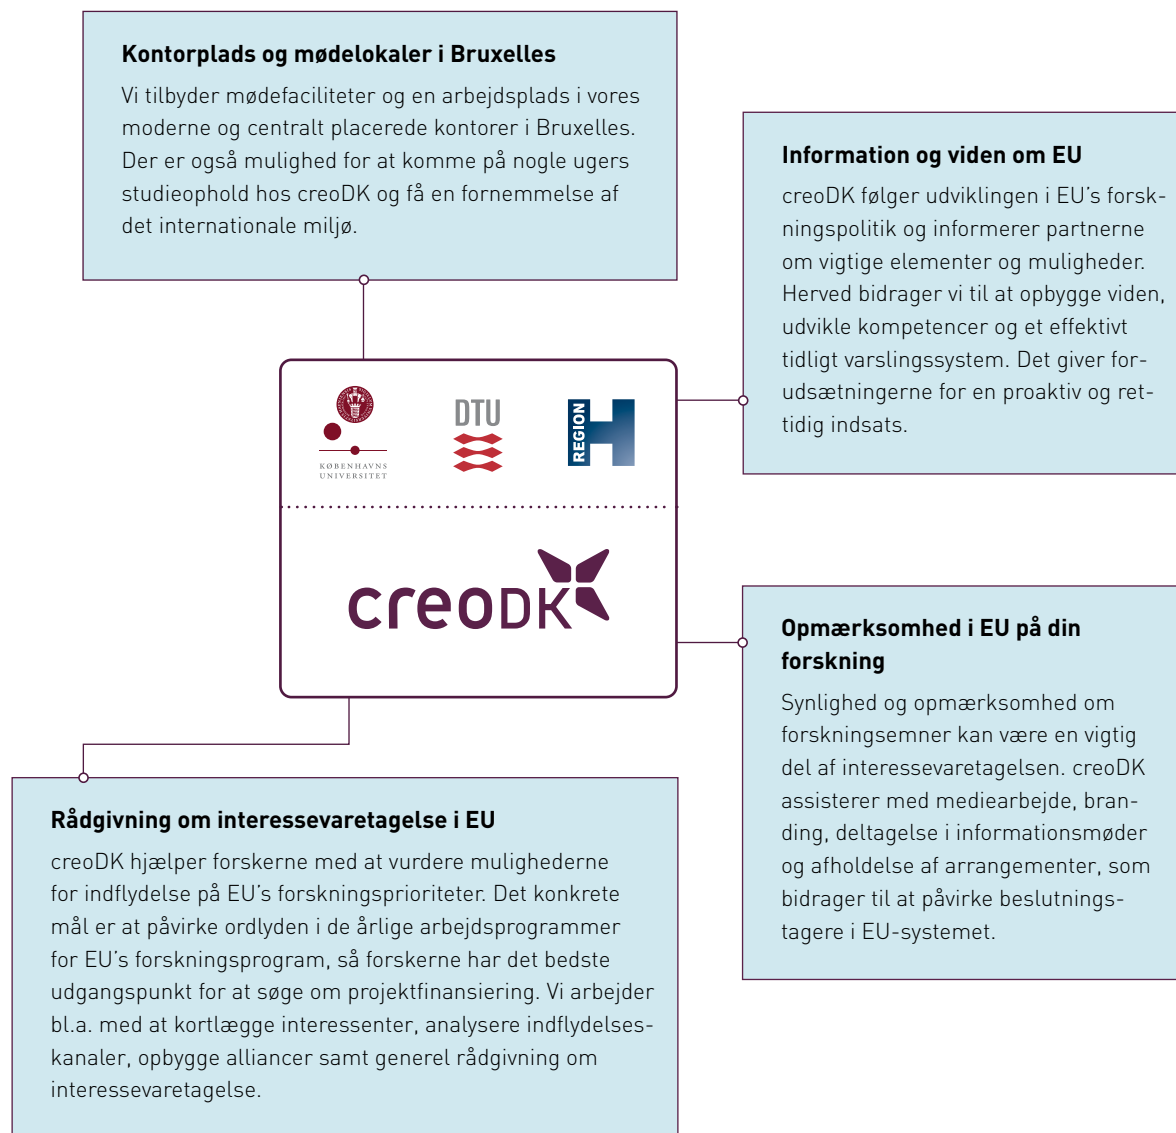 Kontorplads og mødelokaler i Bruxelles
Vi tilbyder mødefaciliteter og en arbejdsplads i vores
moderne og centralt placerede kontorer i Bruxelles.
Der er også mulighed for at komme på nogle ugers
studieophold hos creoDK og få en fornemmelse af
det internationale miljø.
Information og viden om EU
creoDK følger udviklingen i EU's forsk-
ningspolitik og informerer partnerne
om vigtige elementer og muligheder.
Herved bidrager vi til at opbygge viden,
udvikle kompetencer og et effektivt
tidligt varslingssystem. Det giver for-
udsætningerne for en proaktiv og ret-
tidig indsats.
KØBENHAVNS
UNIVERSITET
DTU
REGION H
creoDK
Opmærksomhed i EU på din
forskning
Synlighed og opmærksomhed om
forskningsemner kan være en vigtig
del af interessevaretagelsen. creoDK
assisterer med mediearbejde, bran-
ding, deltagelse i informationsmøder
og afholdelse af arrangementer, som
bidrager til at påvirke beslutnings-
tagere i EU-systemet.
Rådgivning om interessevaretagelse i EU
creoDK hjælper forskerne med at vurdere mulighederne
for indflydelse på EU's forskningsprioriteter. Det konkrete
mål er at påvirke ordlyden i de årlige arbejdsprogrammer
for EU's forskningsprogram, så forskerne har det bedste
udgangspunkt for at søge om projektfinansiering. Vi arbejder
bl.a. med at kortlægge interessenter, analysere indflydelses-
kanaler, opbygge alliancer samt generel rådgivning om
interessevaretagelse.